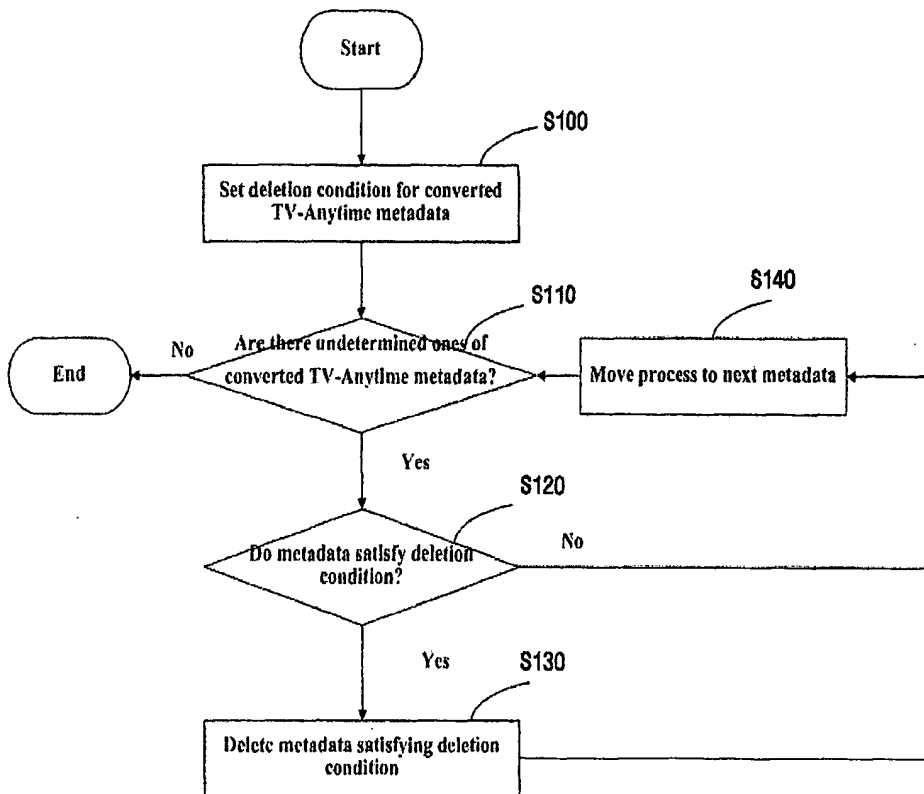 Start
S100
Set deletion condition for converted
TV-Anytime metadata
S110
S140
No
Are there undetermined ones of
converted TV-Anytime metadata?
End
Move process to next metadata
Yes
S120
Do metadata satisfy deletion
condition?
No
Yes
S130
Delete metadata satisfying deletion
condition